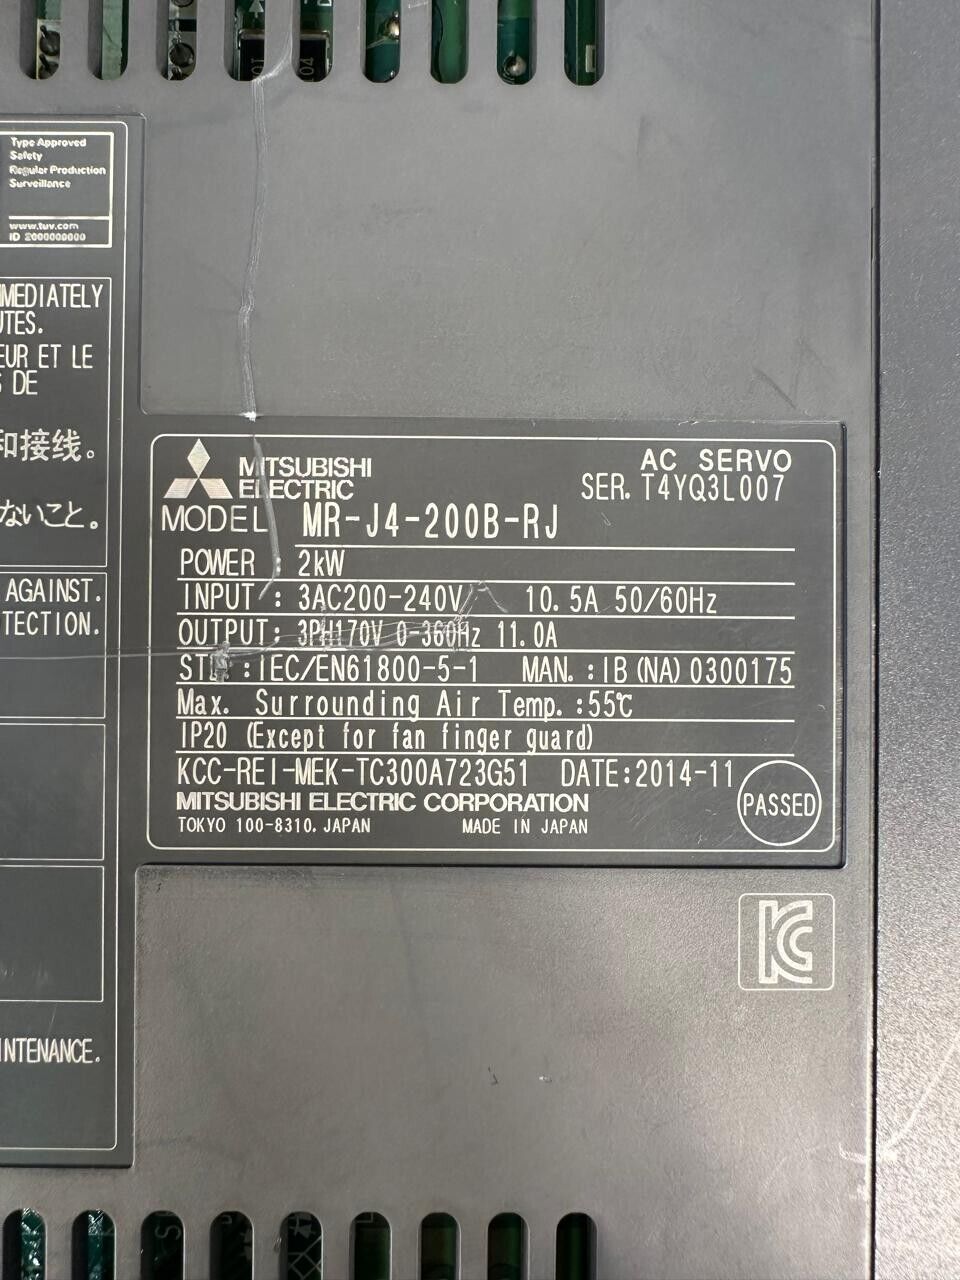 Type Approved
Safety
Regular Production
Surveillance
www.tuv.com
ID 2000000000
MMEDIATELY
UTES.
EUR ET LE
S DE
和接线。
ないこと。
AGAINST.
TECTION.
INTENANCE.
MITSUBISHI
ELECTRIC
AC SERVO
SER. T4YQ3L007
MODEL MR-J4-200B-RJ
POWER : 2kW
INPUT : 3AC200-240V 10.5A 50/60Hz
OUTPUT: 3PH170V 0-360Hz 11.0A
STD.: IEC/EN61800-5-1 MAN.: IB(NA)0300175
Max. Surrounding Air Temp.:55℃
IP20 (Except for fan finger guard)
KCC-REI-MEK-TC300A723G51 DATE:2014-11
MITSUBISHI ELECTRIC CORPORATION
TOKYO 100-8310, JAPAN MADE IN JAPAN
PASSED
KC